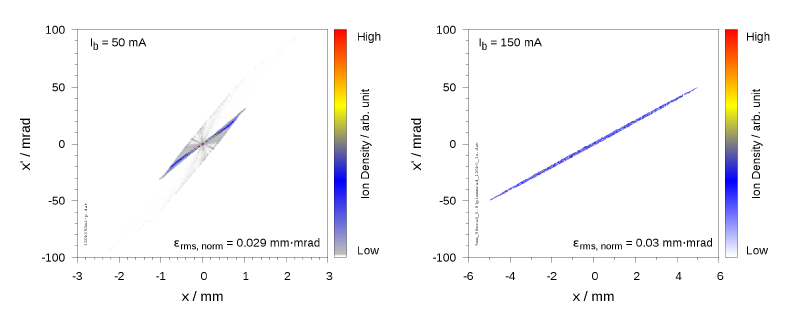 I_b = 50 mA
High
Low
Ion Density / arb. unit
100
50
0
-50
-100
x' / mrad
ε_rms, norm = 0.029 mm·mrad
-3
-2
-1
0
1
2
3
x / mm
I_b = 150 mA
High
Low
Ion Density / arb. unit
100
50
0
-50
-100
x' / mrad
ε_rms, norm = 0.03 mm·mrad
-6
-4
-2
0
2
4
6
x / mm